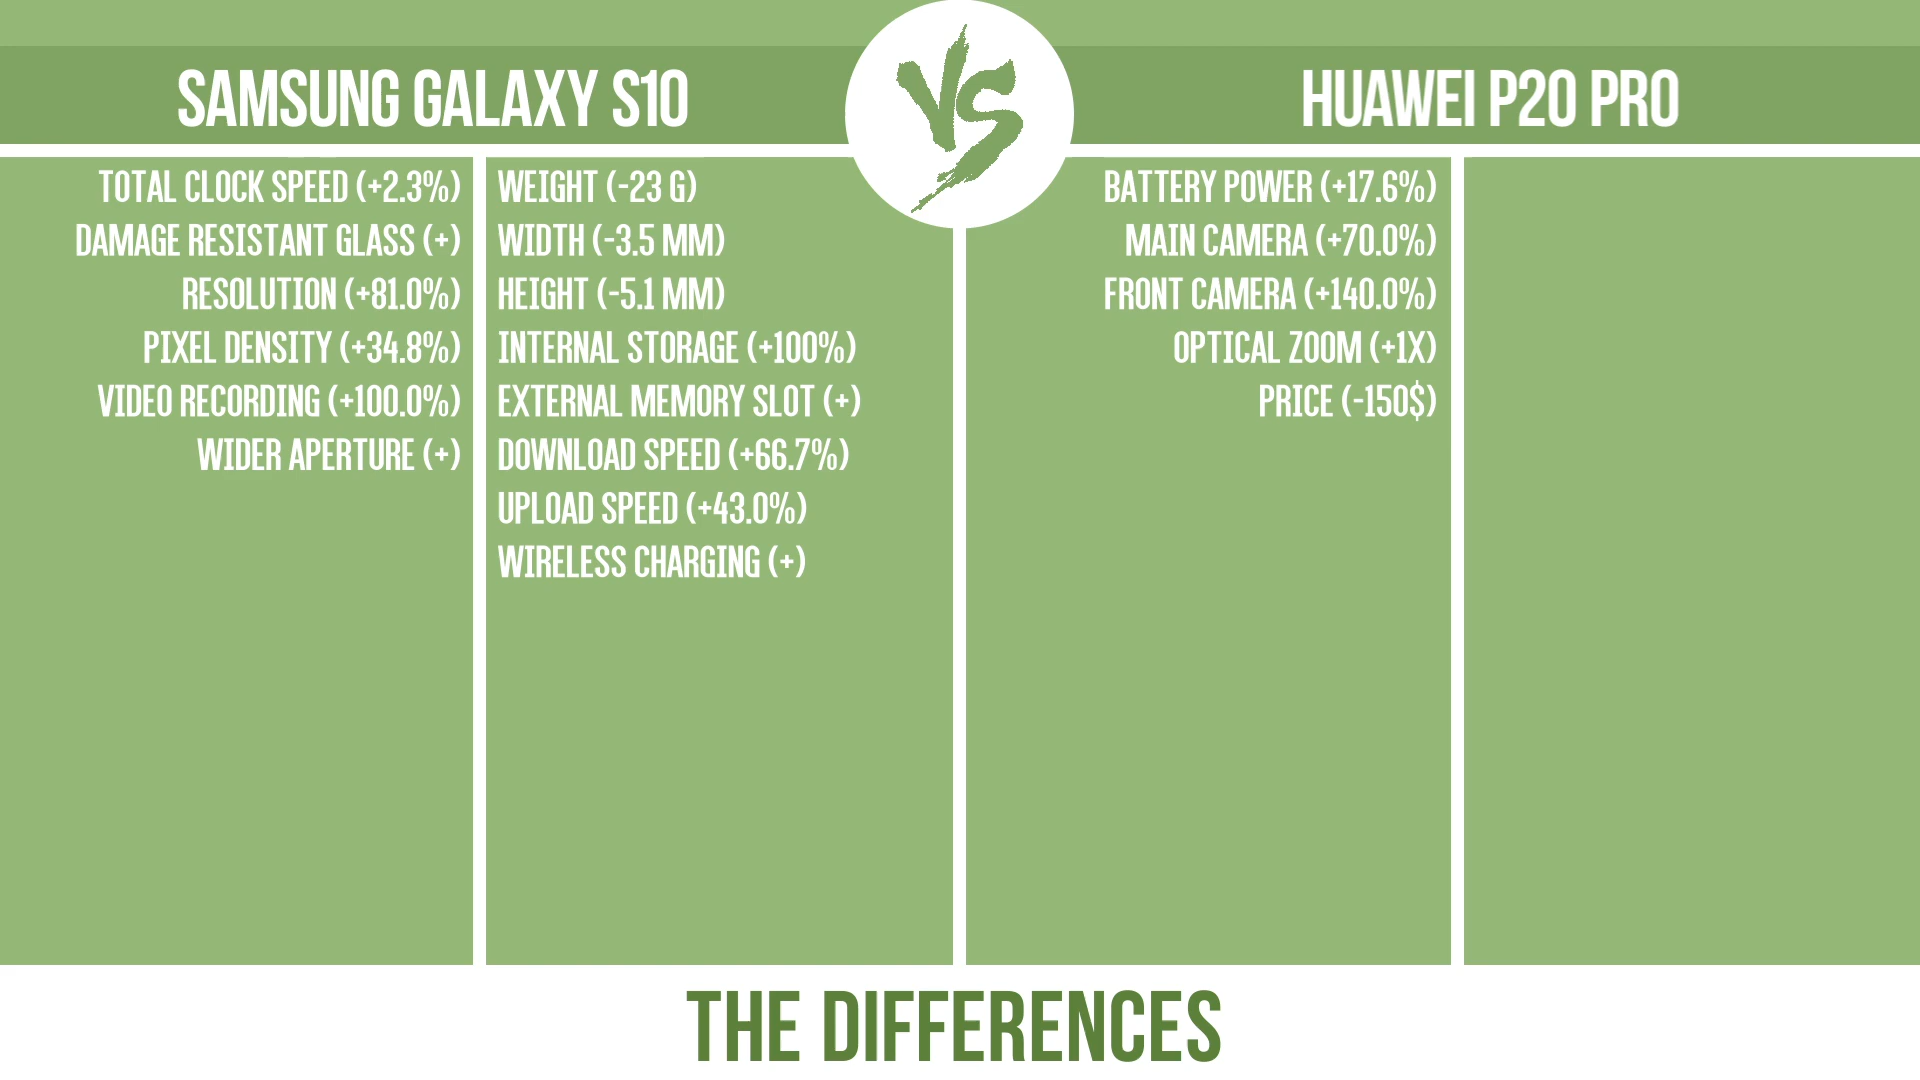 SAMSUNG GALAXY S10
VS
HUAWEI P20 PRO
TOTAL CLOCK SPEED (+2.3%)
DAMAGE RESISTANT GLASS (+)
RESOLUTION (+81.0%)
PIXEL DENSITY (+34.8%)
VIDEO RECORDING (+100.0%)
WIDER APERTURE (+)
WEIGHT (-23 G)
WIDTH (-3.5 MM)
HEIGHT (-5.1 MM)
INTERNAL STORAGE (+100%)
EXTERNAL MEMORY SLOT (+)
DOWNLOAD SPEED (+66.7%)
UPLOAD SPEED (+43.0%)
WIRELESS CHARGING (+)
BATTERY POWER (+17.6%)
MAIN CAMERA (+70.0%)
FRONT CAMERA (+140.0%)
OPTICAL ZOOM (+1X)
PRICE (-150$)
THE DIFFERENCES